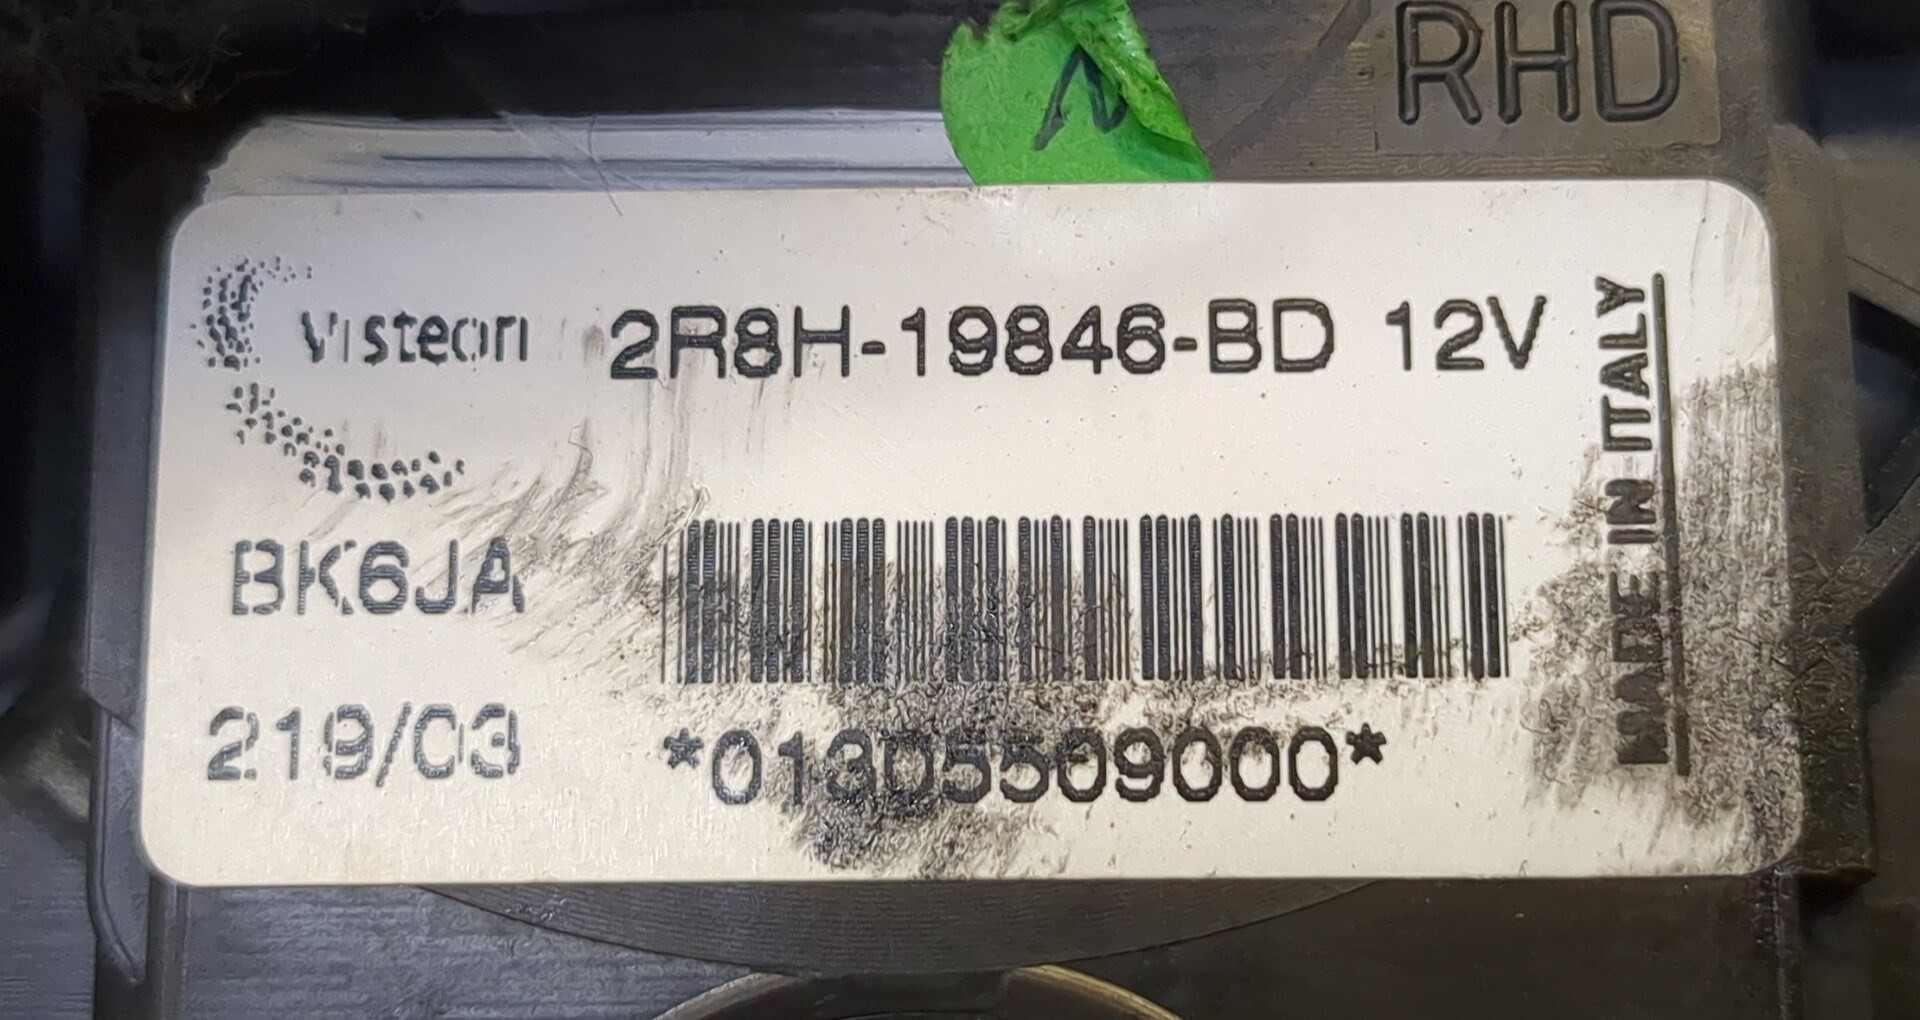 RHD
Visteon 2R8H-19846-BD 12V
MADE IN ITALY
BK6JA
219/03
*013D5509000*